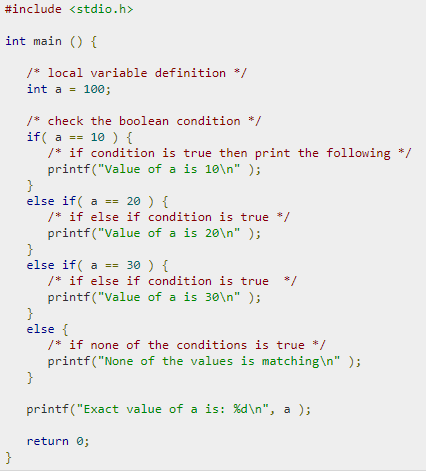 #include <stdio.h>

int main () {

   /* local variable definition */
   int a = 100;

   /* check the boolean condition */
   if( a == 10 ) {
      /* if condition is true then print the following */
      printf("Value of a is 10\n" );
   }
   else if( a == 20 ) {
      /* if else if condition is true */
      printf("Value of a is 20\n" );
   }
   else if( a == 30 ) {
      /* if else if condition is true  */
      printf("Value of a is 30\n" );
   }
   else {
      /* if none of the conditions is true */
      printf("None of the values is matching\n" );
   }

   printf("Exact value of a is: %d\n", a );

   return 0;
}